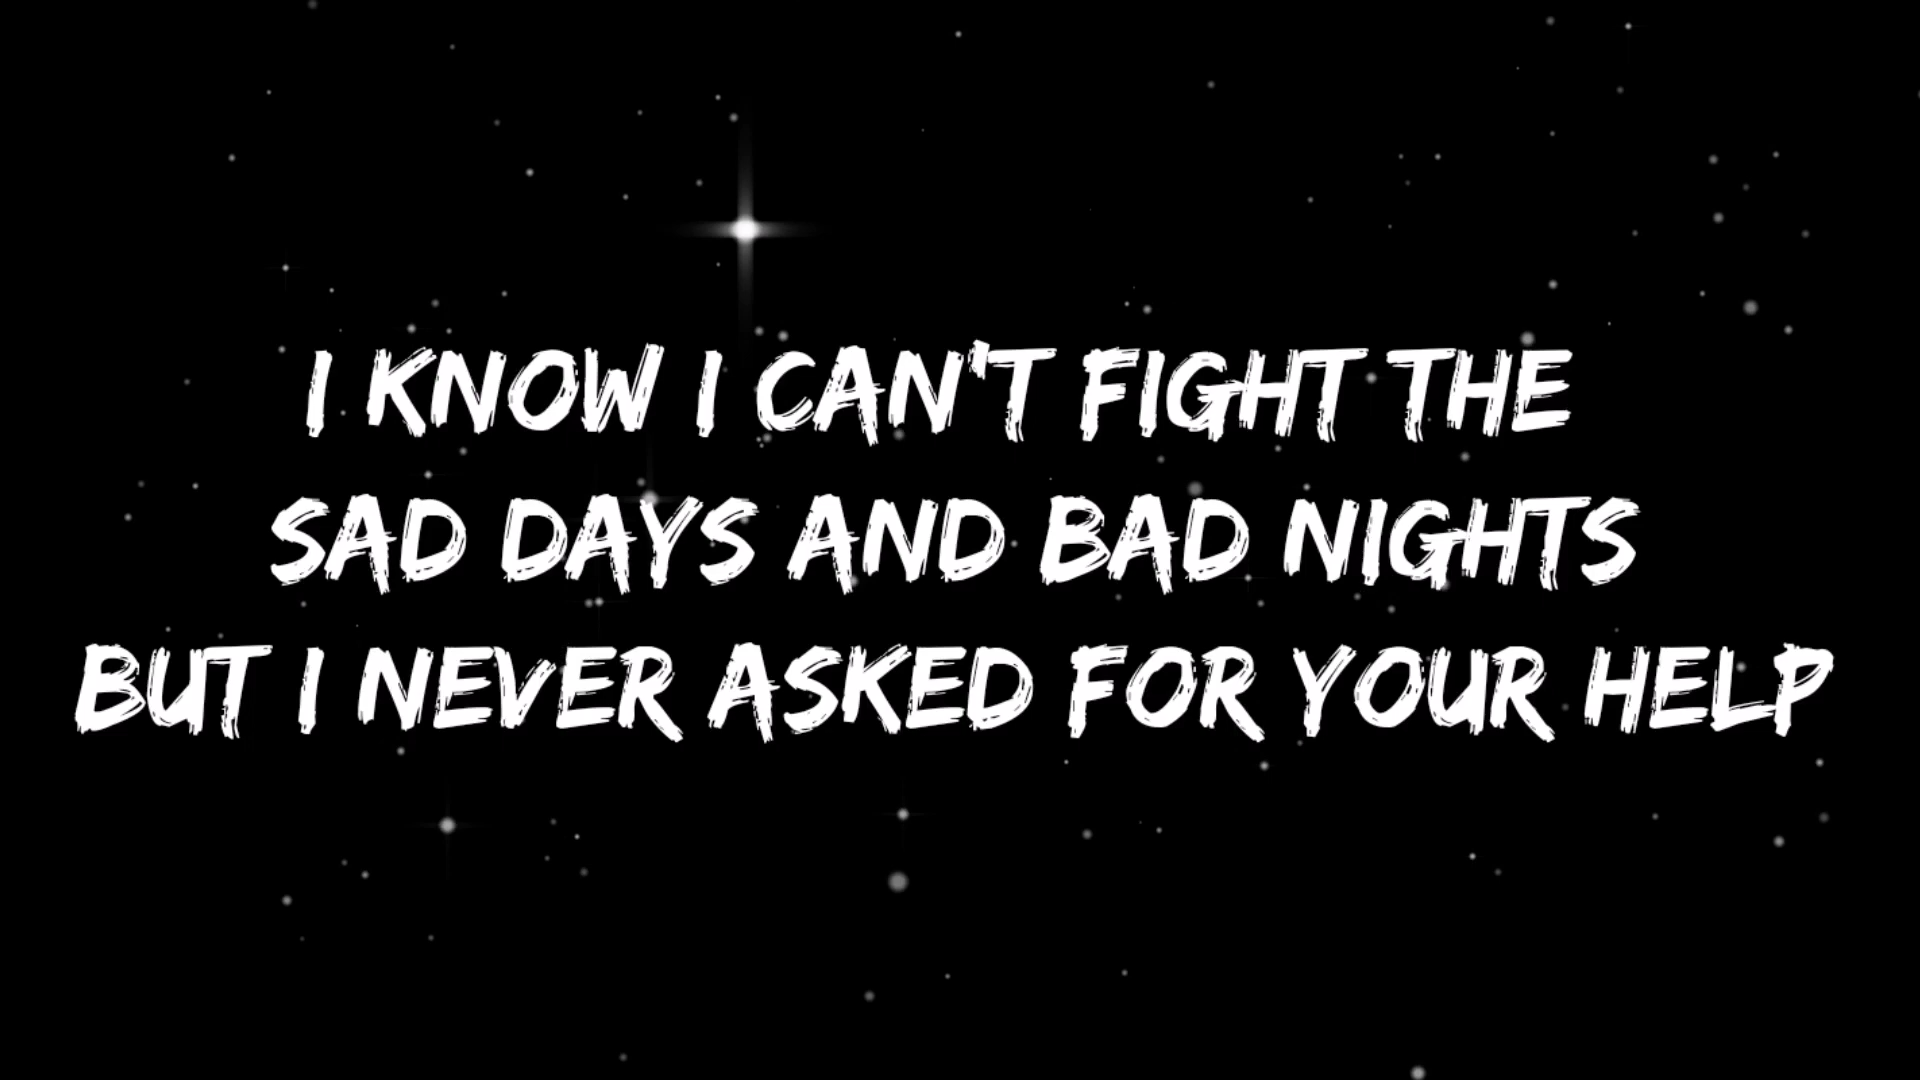 I KNOW I CAN'T FIGHT THE
SAD DAYS AND BAD NIGHTS
BUT I NEVER ASKED FOR YOUR HELP